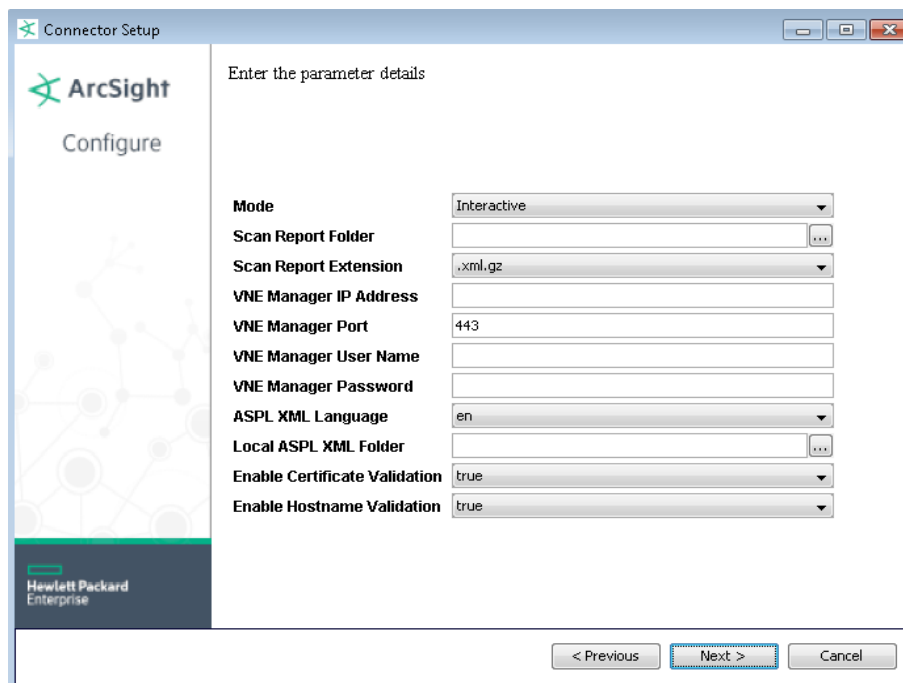 Connector Setup
ArcSight
Configure
Enter the parameter details
Mode Interactive
Scan Report Folder ...
Scan Report Extension .xml.gz
VNE Manager IP Address
VNE Manager Port 443
VNE Manager User Name
VNE Manager Password
ASPL XML Language en
Local ASPL XML Folder ...
Enable Certificate Validation true
Enable Hostname Validation true
Hewlett Packard
Enterprise
< Previous Next > Cancel